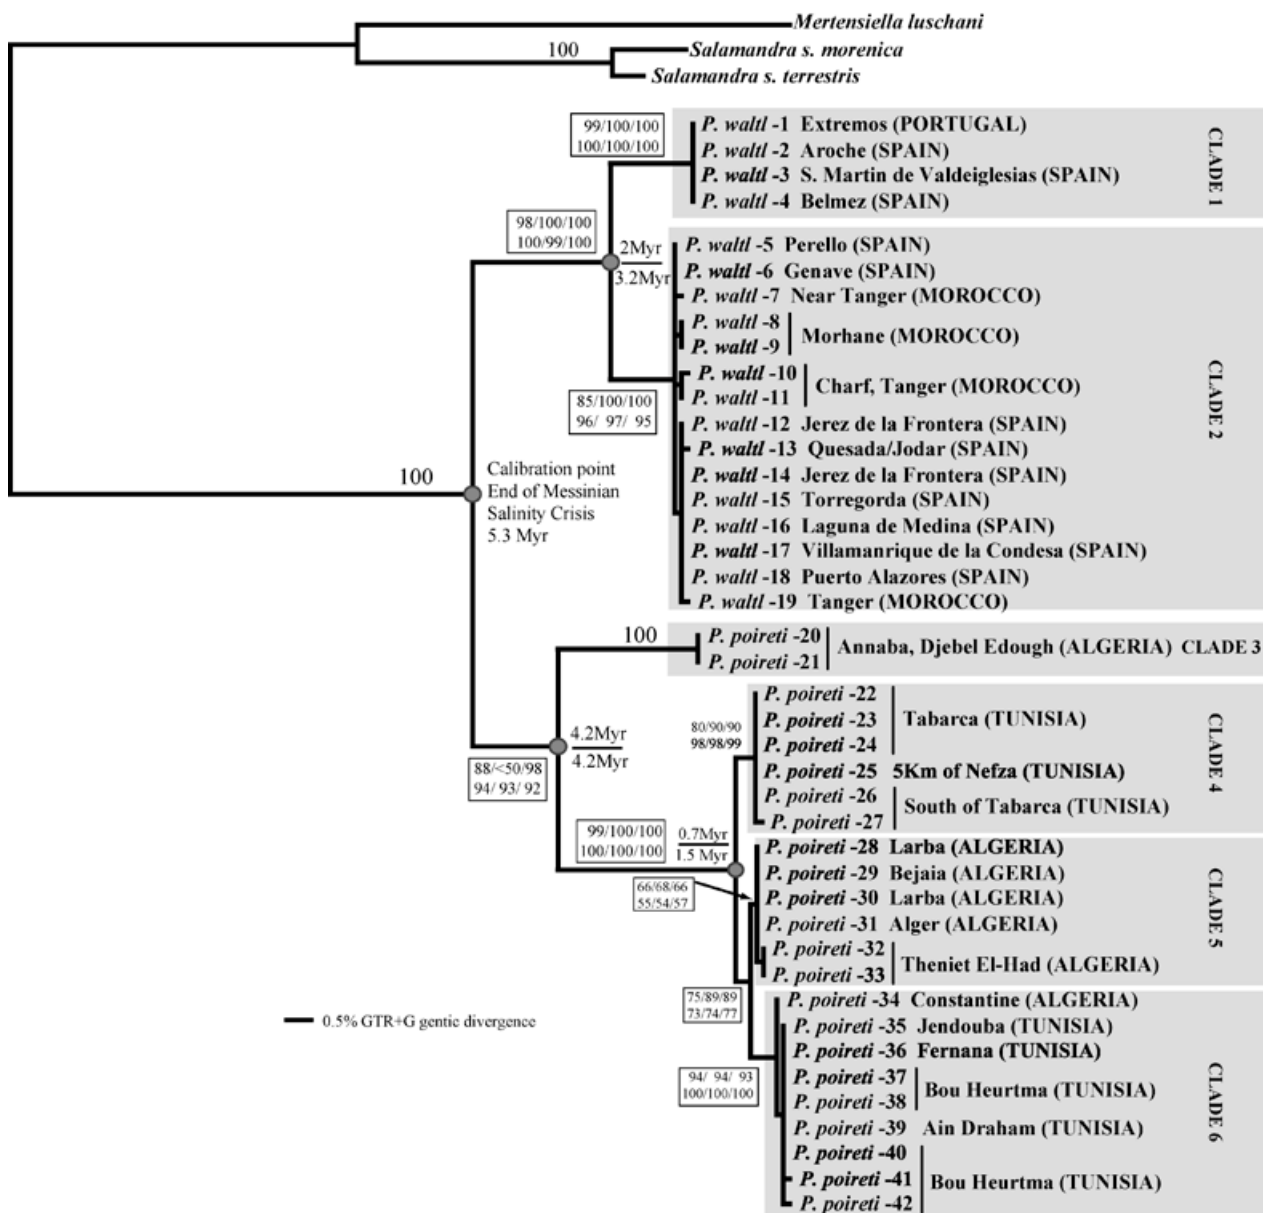 Mertensiella luschani
100
Salamandra s. morenica
Salamandra s. terrestris
99/100/100
100/100/100
P. waltl -1 Extremos (PORTUGAL)
P. waltl -2 Aroche (SPAIN)
P. waltl -3 S. Martin de Valdeiglesias (SPAIN)
P. waltl -4 Belmez (SPAIN)
CLADE 1
98/100/100
100/99/100
2Myr
3.2Myr
P. waltl -5 Perello (SPAIN)
P. waltl -6 Genave (SPAIN)
P. waltl -7 Near Tanger (MOROCCO)
P. waltl -8
P. waltl -9
Morhane (MOROCCO)
P. waltl -10
P. waltl -11
Charf, Tanger (MOROCCO)
85/100/100
96/ 97/ 95
P. waltl -12 Jerez de la Frontera (SPAIN)
P. waltl -13 Quesada/Jodar (SPAIN)
P. waltl -14 Jerez de la Frontera (SPAIN)
P. waltl -15 Torregorda (SPAIN)
P. waltl -16 Laguna de Medina (SPAIN)
P. waltl -17 Villamanrique de la Condesa (SPAIN)
P. waltl -18 Puerto Alazores (SPAIN)
P. waltl -19 Tanger (MOROCCO)
CLADE 2
100
Calibration point
End of Messinian
Salinity Crisis
5.3 Myr
100
P. poireti -20
P. poireti -21
Annaba, Djebel Edough (ALGERIA) CLADE 3
4.2Myr
4.2Myr
88/<50/98
94/ 93/ 92
80/90/90
98/98/99
P. poireti -22
P. poireti -23
P. poireti -24
Tabarca (TUNISIA)
P. poireti -25 5Km of Nefza (TUNISIA)
P. poireti -26
P. poireti -27
South of Tabarca (TUNISIA)
CLADE 4
99/100/100
100/100/100
0.7Myr
1.5 Myr
66/68/66
55/54/57
P. poireti -28 Larba (ALGERIA)
P. poireti -29 Bejaia (ALGERIA)
P. poireti -30 Larba (ALGERIA)
P. poireti -31 Alger (ALGERIA)
P. poireti -32
P. poireti -33
Theniet El-Had (ALGERIA)
CLADE 5
75/89/89
73/74/77
94/ 94/ 93
100/100/100
P. poireti -34 Constantine (ALGERIA)
P. poireti -35 Jendouba (TUNISIA)
P. poireti -36 Fernana (TUNISIA)
P. poireti -37
P. poireti -38
Bou Heurtma (TUNISIA)
P. poireti -39 Ain Draham (TUNISIA)
P. poireti -40
P. poireti -41
P. poireti -42
Bou Heurtma (TUNISIA)
CLADE 6
0.5% GTR+G gentic divergence